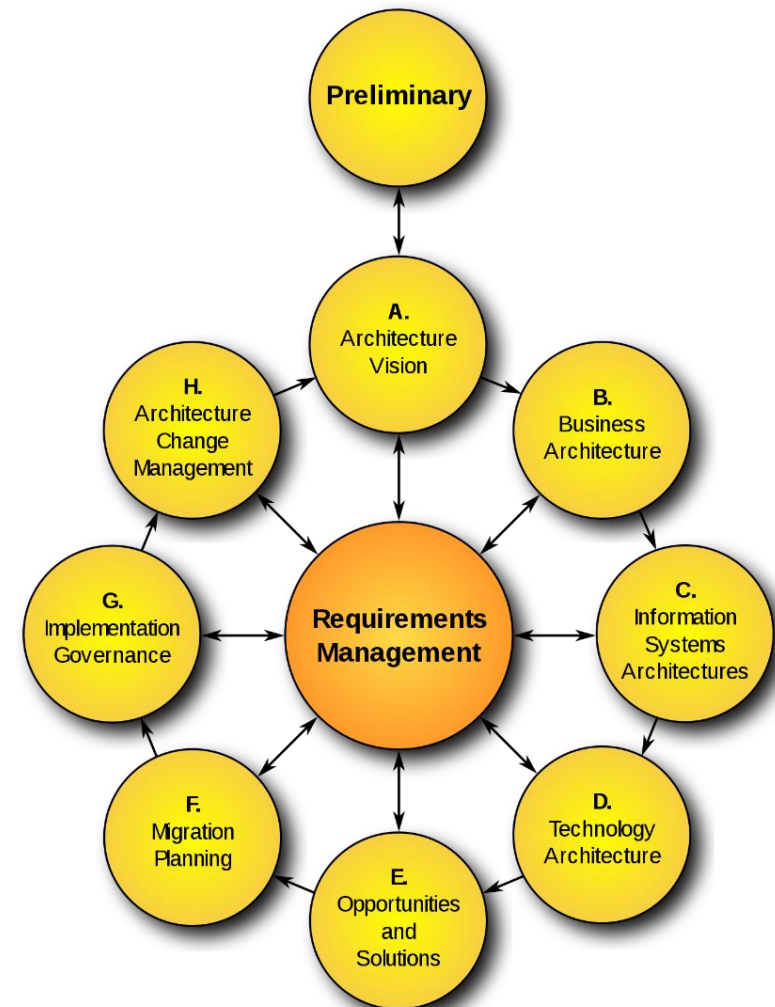 Preliminary
A.
Architecture
Vision
B.
Business
Architecture
C.
Information
Systems
Architectures
D.
Technology
Architecture
E.
Opportunities
and
Solutions
F.
Migration
Planning
G.
Implementation
Governance
H.
Architecture
Change
Management
Requirements
Management